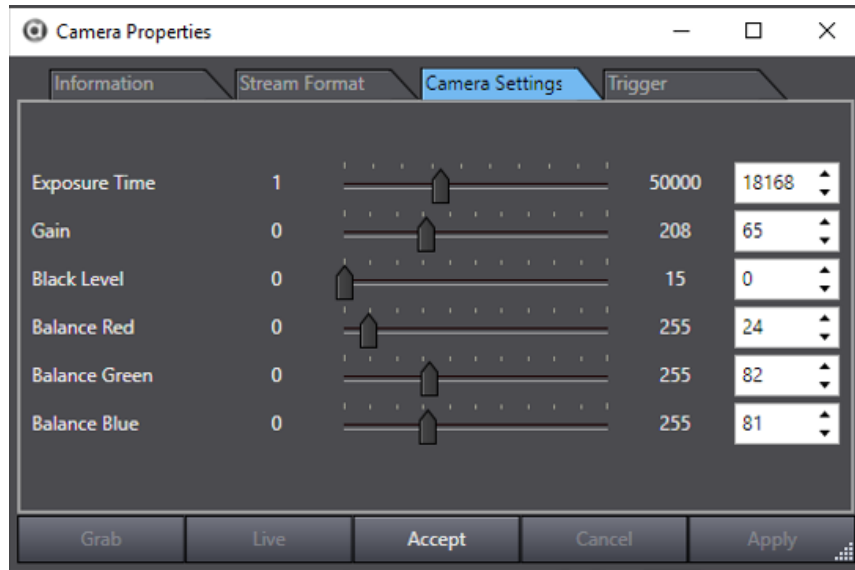 Camera Properties
Information Stream Format Camera Settings Trigger
Exposure Time 1 50000 18168
Gain 0 208 65
Black Level 0 15 0
Balance Red 0 255 24
Balance Green 0 255 82
Balance Blue 0 255 81
Grab Live Accept Cancel Apply